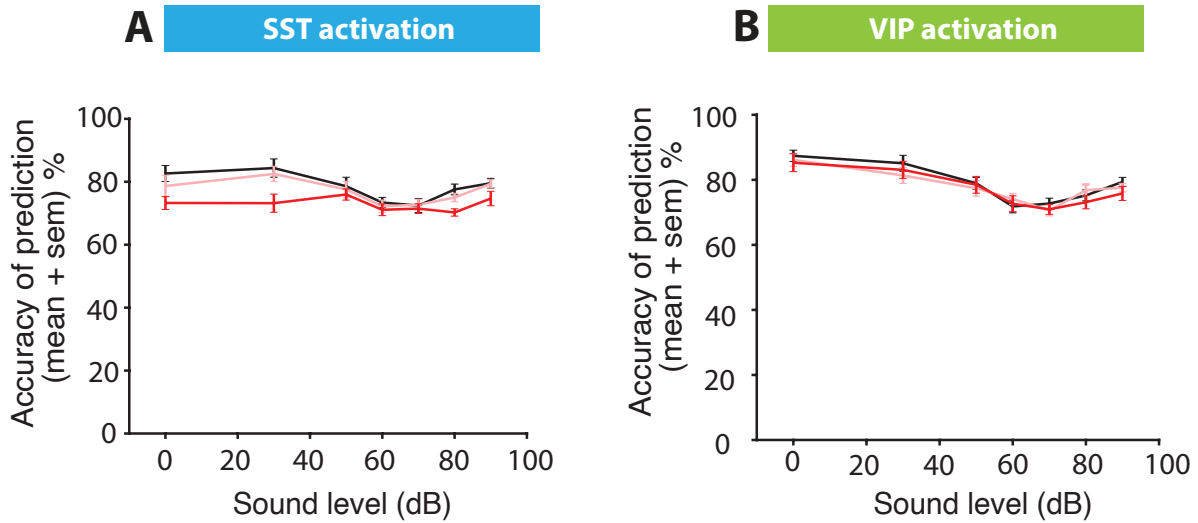 A SST activation
Accuracy of prediction
(mean + sem) %
100
80
60
40
20
0
0 20 40 60 80 100
Sound level (dB)
B VIP activation
Accuracy of prediction
(mean + sem) %
100
80
60
40
20
0
0 20 40 60 80 100
Sound level (dB)